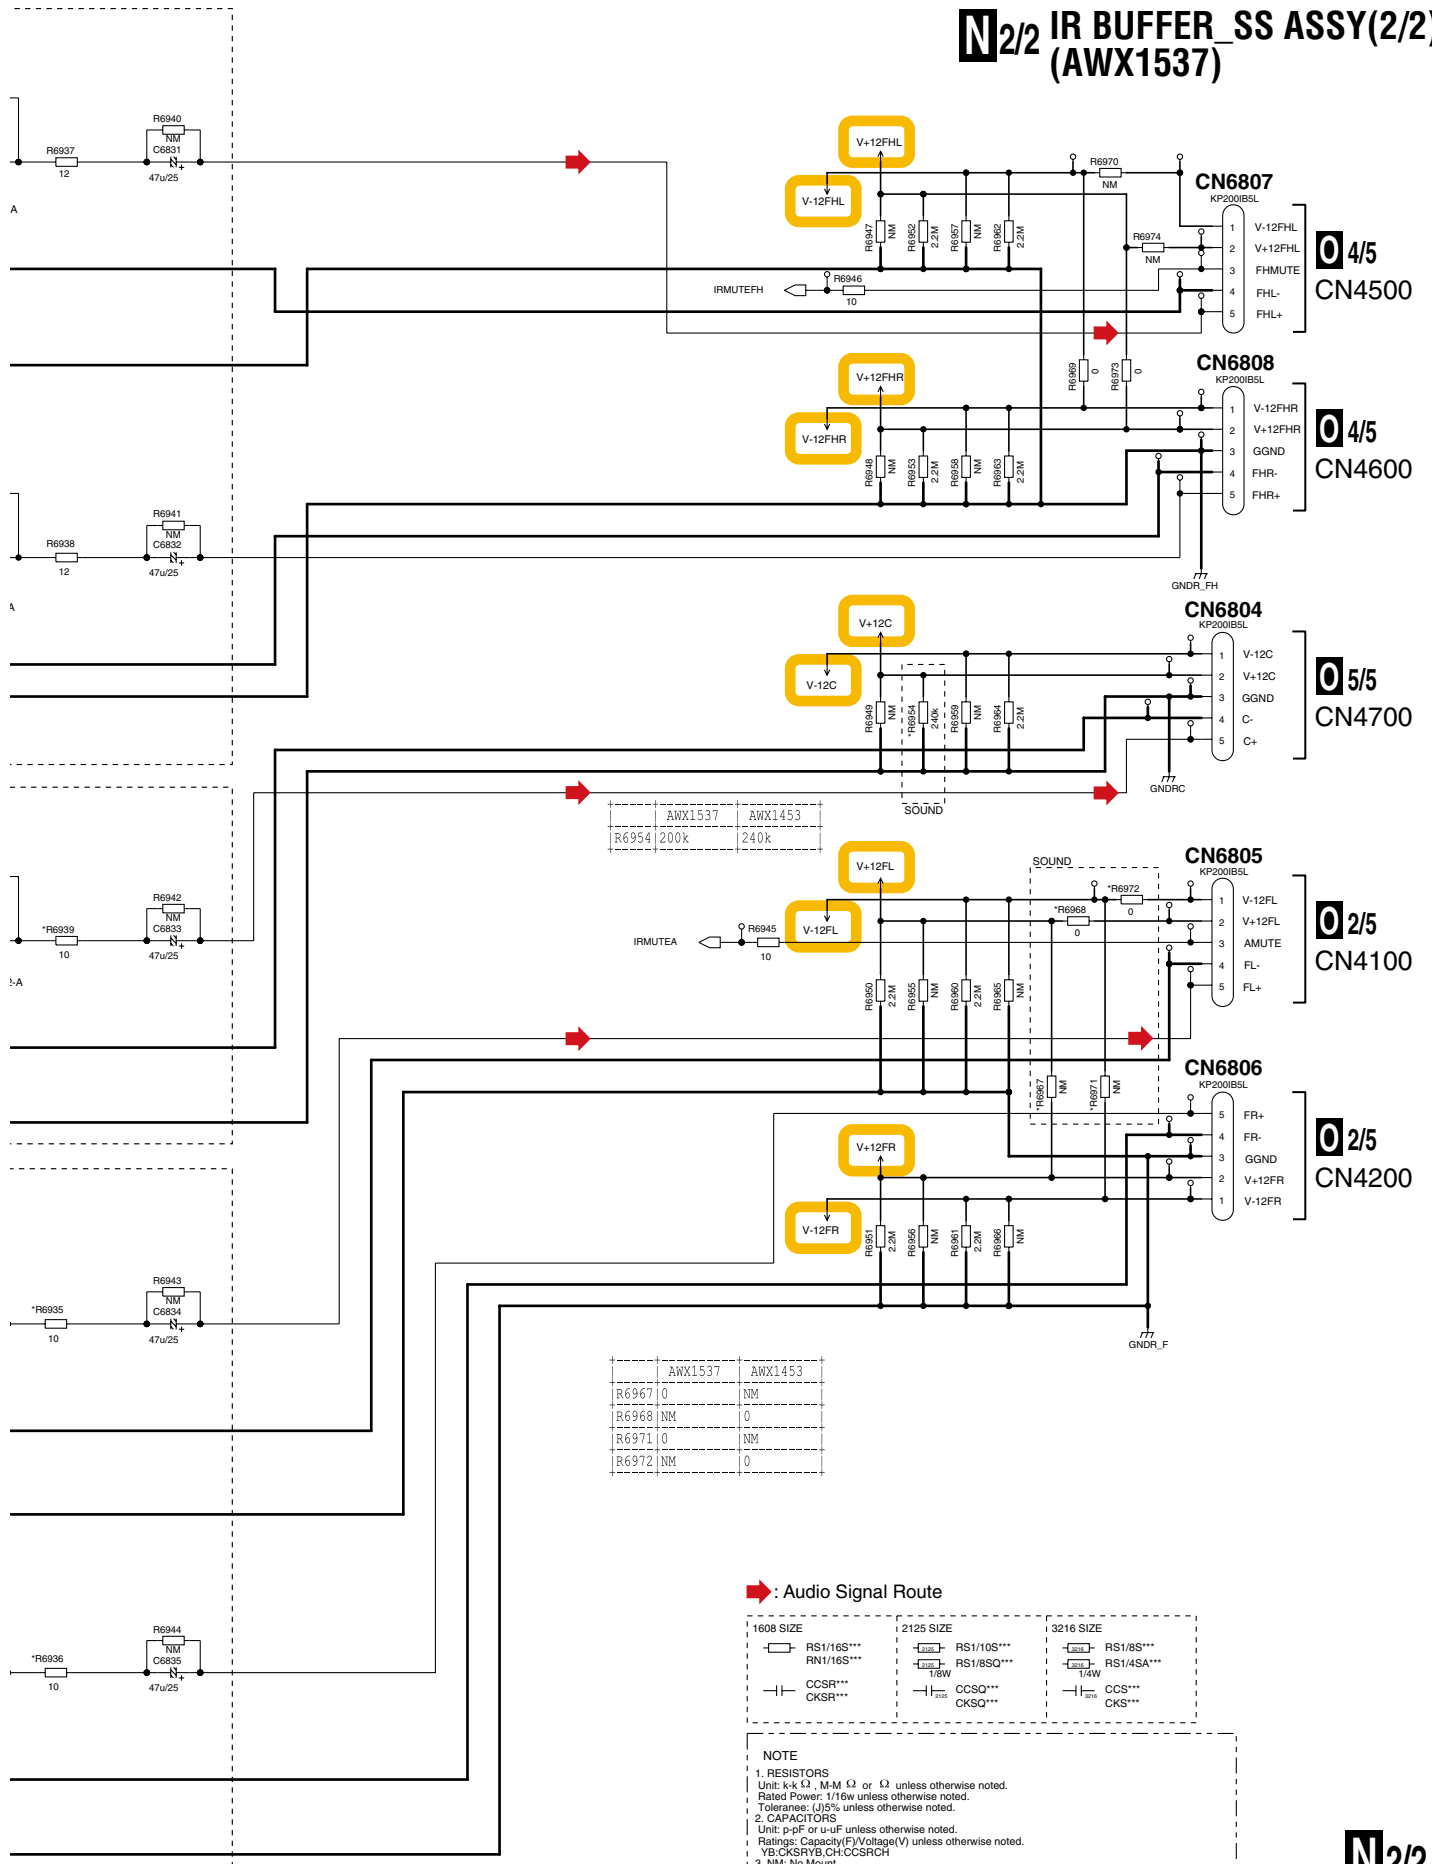 N 2/2 IR BUFFER_SS ASSY(2/2)
(AWX1537)
R6940
NM
C6831
47u/25
R6937
12
A
V+12FHL
V-12FHL
R6947
NM
R6952
2.2M
R6957
NM
R6962
2.2M
R6970
NM
R6974
NM
IRMUTEFH
R6946
10
CN6807
KP200IB5L
1 V-12FHL
2 V+12FHL
3 FHMUTE
4 FHL-
5 FHL+
O 4/5
CN4500
R6969
0
R6973
0
V+12FHR
V-12FHR
R6948
NM
R6953
2.2M
R6958
NM
R6963
2.2M
CN6808
KP200IB5L
1 V-12FHR
2 V+12FHR
3 GGND
4 FHR-
5 FHR+
O 4/5
CN4600
GNDR_FH
R6941
NM
C6832
47u/25
R6938
12
A
V+12C
V-12C
R6949
NM
*R6954
240k
R6959
NM
R6964
2.2M
SOUND
CN6804
KP200IB5L
1 V-12C
2 V+12C
3 GGND
4 C-
5 C+
O 5/5
CN4700
GNDRC
AWX1537 AWX1453
R6954 200k 240k
R6942
NM
C6833
47u/25
*R6939
10
2-A
V+12FL
V-12FL
IRMUTEA
R6945
10
R6950
2.2M
R6955
NM
R6960
2.2M
R6965
NM
SOUND
*R6972
0
*R6968
0
*R6967
NM
*R6971
NM
CN6805
KP200IB5L
1 V-12FL
2 V+12FL
3 AMUTE
4 FL-
5 FL+
O 2/5
CN4100
CN6806
KP200IB5L
5 FR+
4 FR-
3 GGND
2 V+12FR
1 V-12FR
O 2/5
CN4200
V+12FR
V-12FR
R6951
2.2M
R6956
NM
R6961
2.2M
R6966
NM
GNDR_F
R6943
NM
C6834
47u/25
*R6935
10
AWX1537 AWX1453
R6967 0 NM
R6968 NM 0
R6971 0 NM
R6972 NM 0
R6944
NM
C6835
47u/25
*R6936
10
: Audio Signal Route
1608 SIZE
RS1/16S***
RN1/16S***
CCSR***
CKSR***
2125 SIZE
2125 RS1/10S***
2125 RS1/8SQ***
1/8W
2125 CCSQ***
CKSQ***
3216 SIZE
3216 RS1/8S***
3216 RS1/4SA***
1/4W
3216 CCS***
CKS***
NOTE
1. RESISTORS
Unit: k-k Ω , M-M Ω or Ω unless otherwise noted.
Rated Power: 1/16w unless otherwise noted.
Toleranee: (J)5% unless otherwise noted.
2. CAPACITORS
Unit: p-pF or u-uF unless otherwise noted.
Ratings: Capacity(F)/Voltage(V) unless otherwise noted.
YB:CKSRYB,CH:CCSRCH
3. NM: No Mount
N 2/2